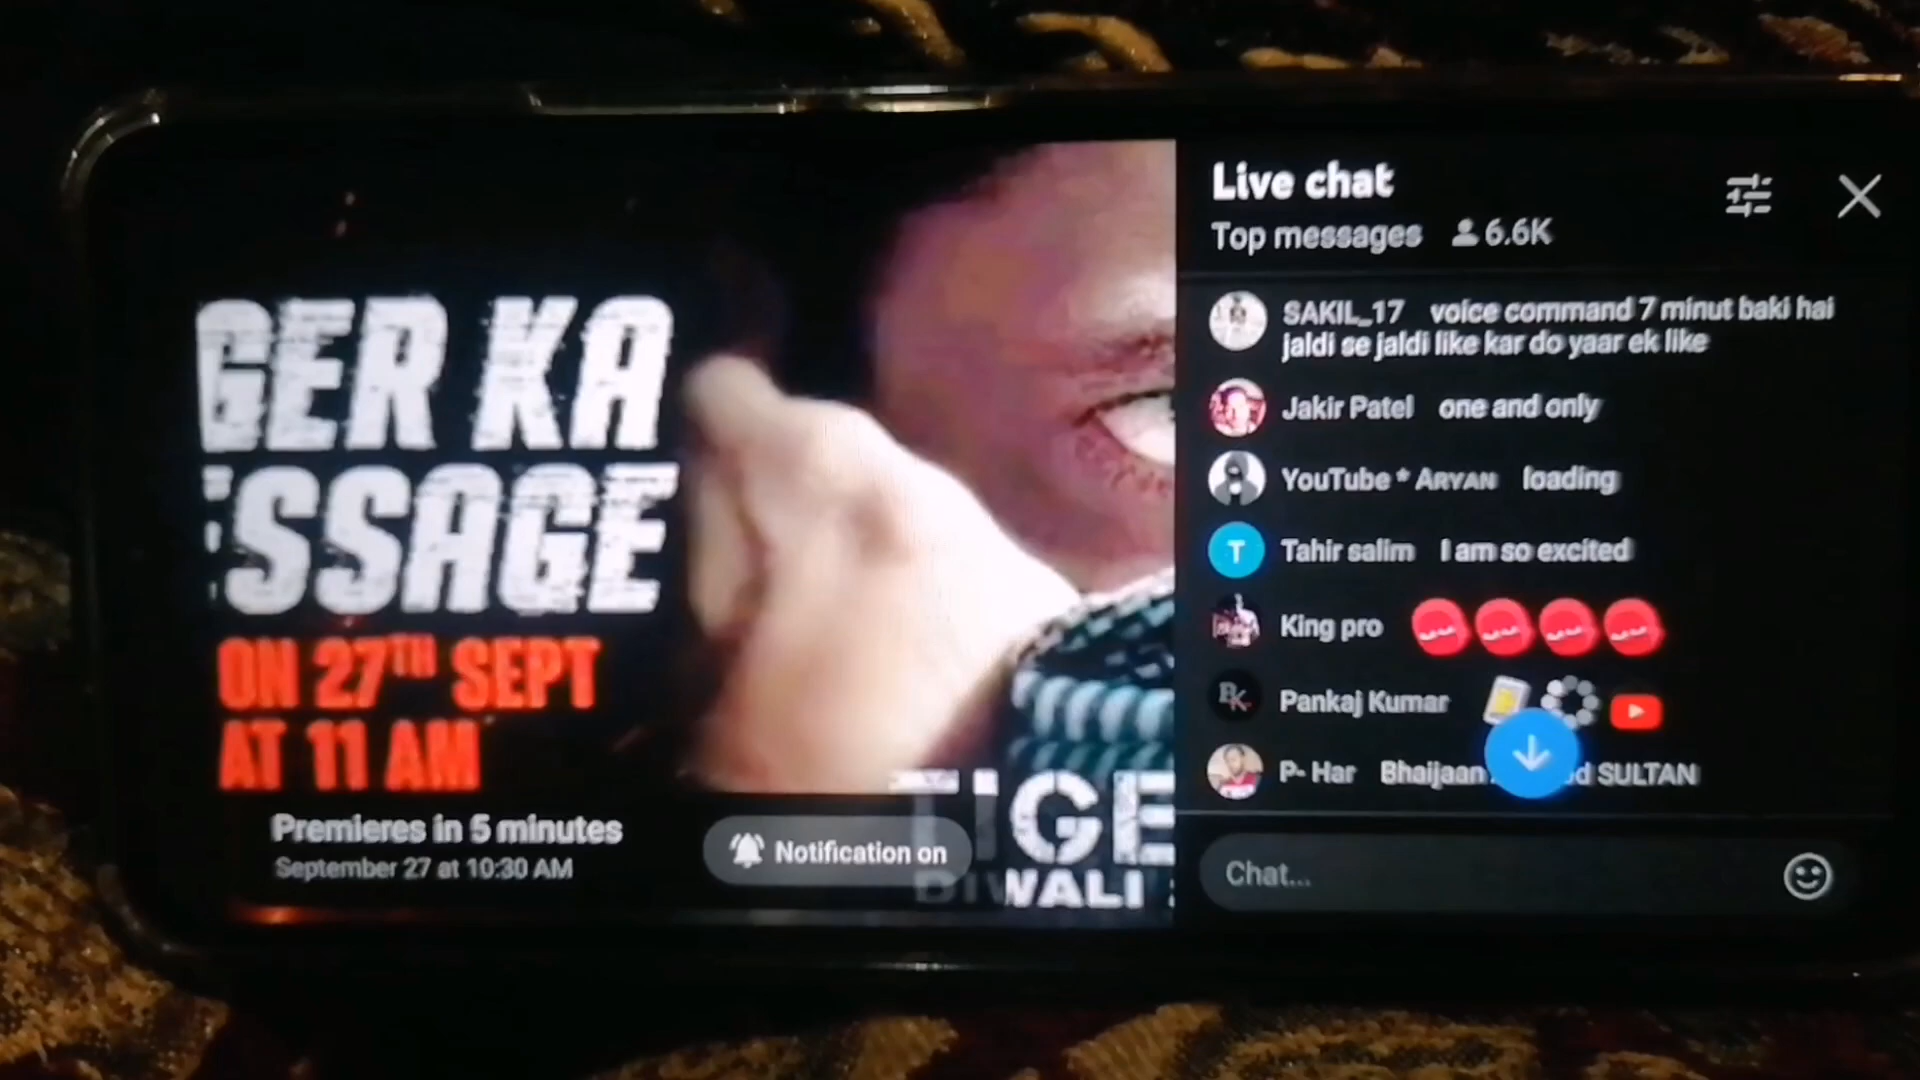 GER KA
ESSAGE
ON 27TH SEPT
AT 11 AM
Premieres in 5 minutes
September 27 at 10:30 AM
Notification on
TIGE
DIWALI
Live chat
Top messages 6.6K
SAKIL_17 voice command 7 minut baki hai
jaldi se jaldi like kar do yaar ek like
Jakir Patel one and only
YouTube * ARYAN loading
Tahir salim I am so excited
T
King pro
BK
Pankaj Kumar
P- Har Bhaijaan SULTAN
Chat...